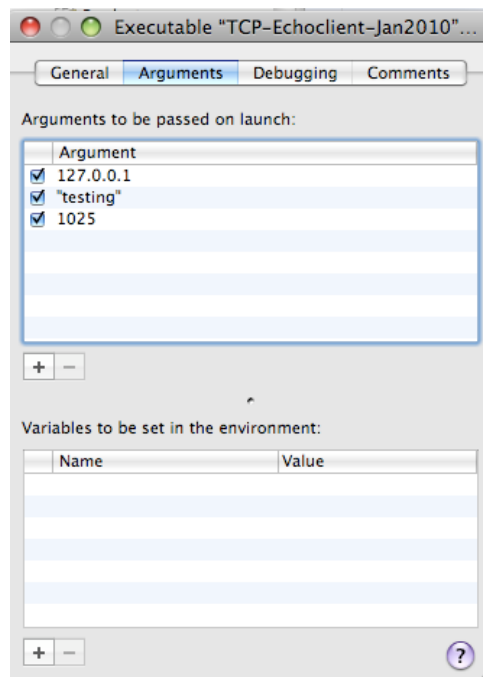 Executable "TCP-Echoclient-Jan2010"...
General Arguments Debugging Comments
Arguments to be passed on launch:
Argument
127.0.0.1
"testing"
1025
+ −
Variables to be set in the environment:
Name Value
+ −
?